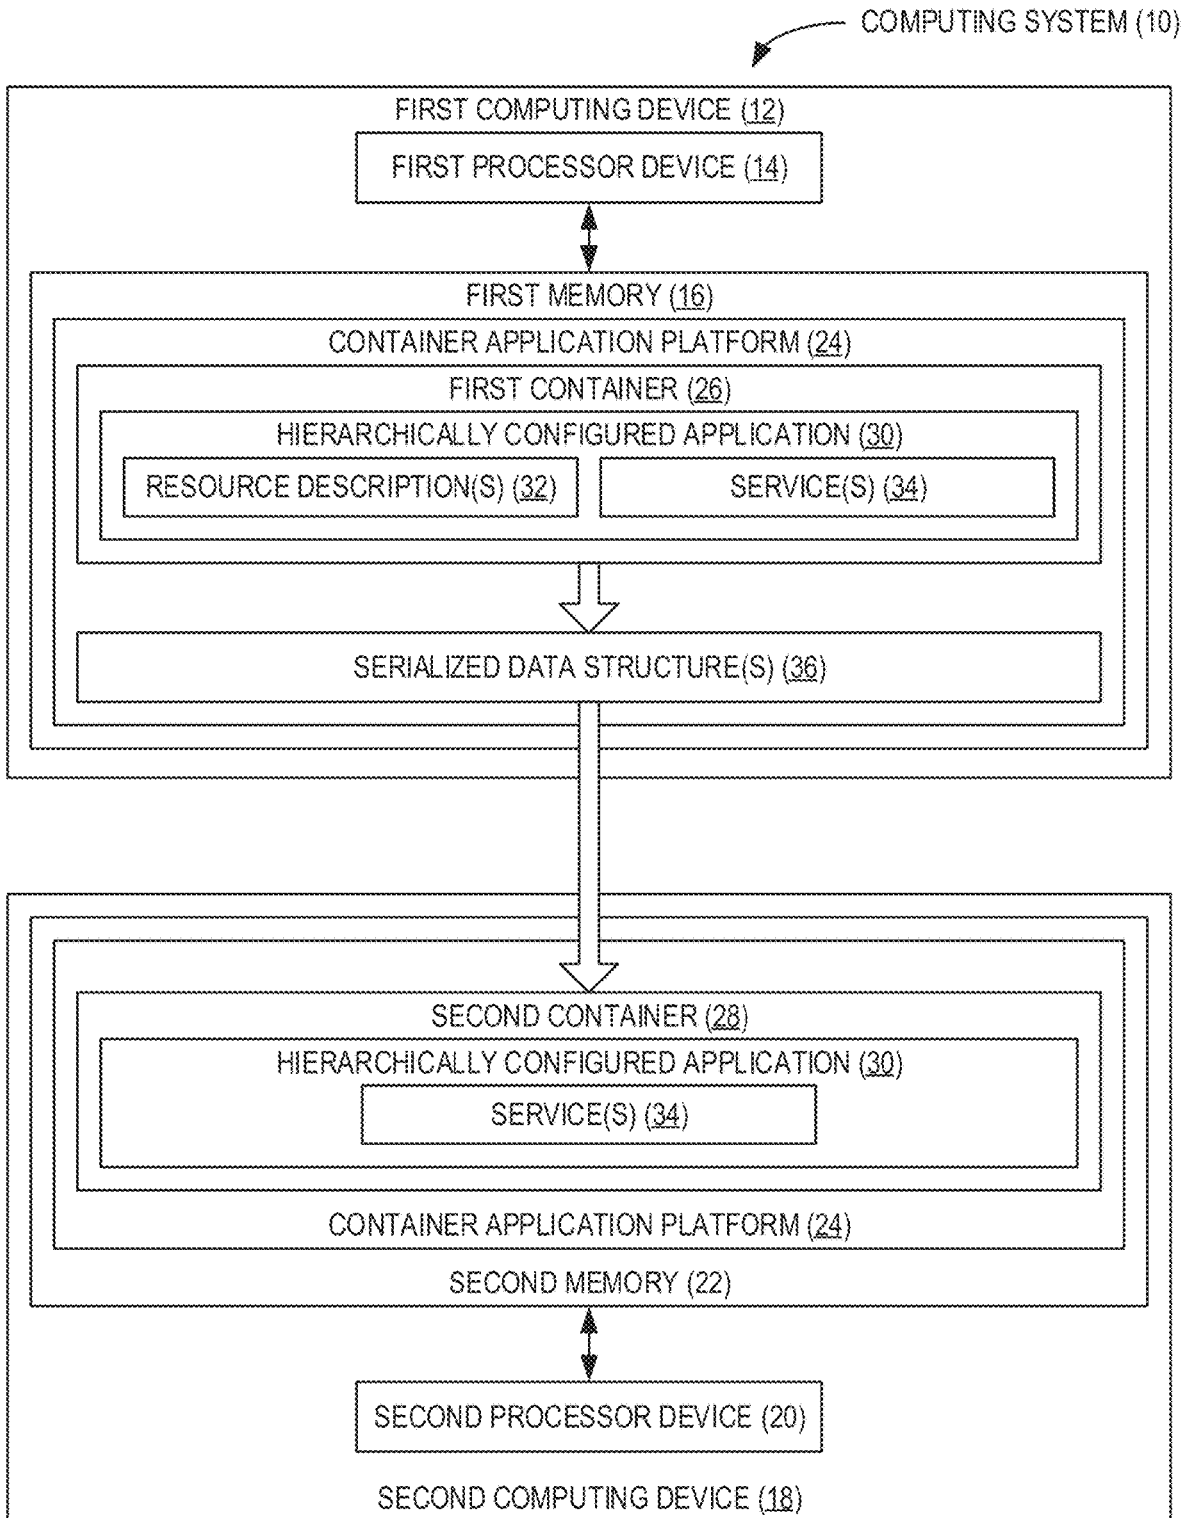 COMPUTING SYSTEM (10)
FIRST COMPUTING DEVICE (12)
FIRST PROCESSOR DEVICE (14)
FIRST MEMORY (16)
CONTAINER APPLICATION PLATFORM (24)
FIRST CONTAINER (26)
HIERARCHICALLY CONFIGURED APPLICATION (30)
RESOURCE DESCRIPTION(S) (32)
SERVICE(S) (34)
SERIALIZED DATA STRUCTURE(S) (36)
SECOND CONTAINER (28)
HIERARCHICALLY CONFIGURED APPLICATION (30)
SERVICE(S) (34)
CONTAINER APPLICATION PLATFORM (24)
SECOND MEMORY (22)
SECOND PROCESSOR DEVICE (20)
SECOND COMPUTING DEVICE (18)